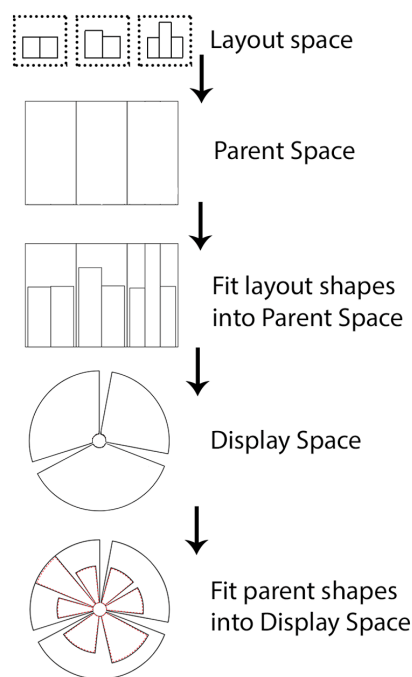 Layout space
Parent Space
Fit layout shapes
into Parent Space
Display Space
Fit parent shapes
into Display Space